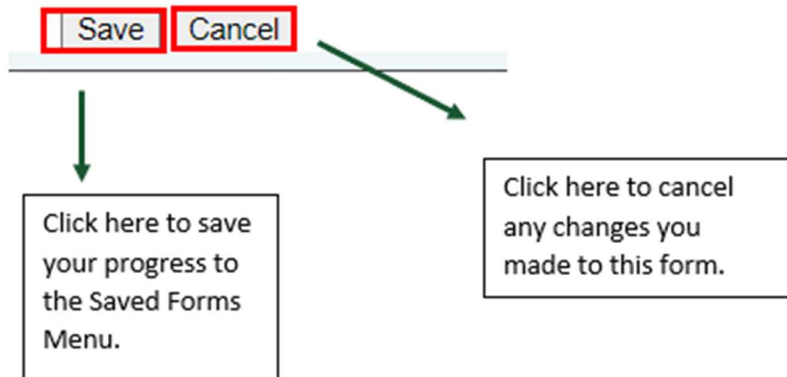 Save Cancel
Click here to save
your progress to
the Saved Forms
Menu.
Click here to cancel
any changes you
made to this form.